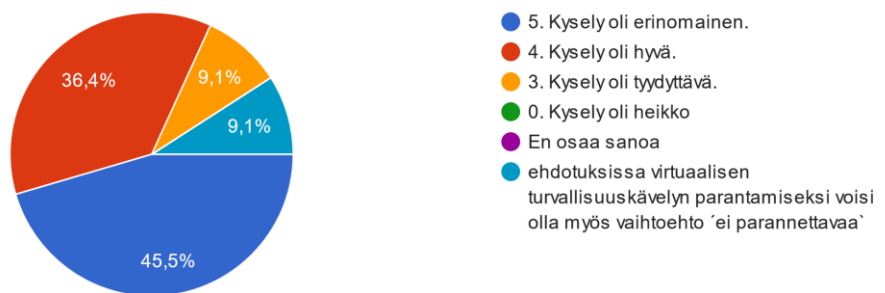 36,4%
9,1%
9,1%
45,5%
5. Kysely oli erinomainen.
4. Kysely oli hyvä.
3. Kysely oli tyydyttävä.
0. Kysely oli heikko
En osaa sanoa
ehdotuksissa virtuaalisen
turvallisuuskävelyn parantamiseksi voisi
olla myös vaihtoehto ´ei parannettavaa`